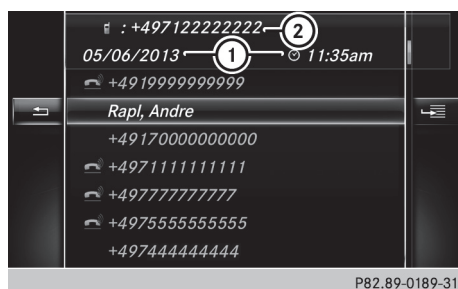 : +497122222222 2
05/06/2013 1 11:35am
+4919999999999
Rapl, Andre
+49170000000000
+4971111111111
+497777777777
+4975555555555
+497444444444
P82.89-0189-31